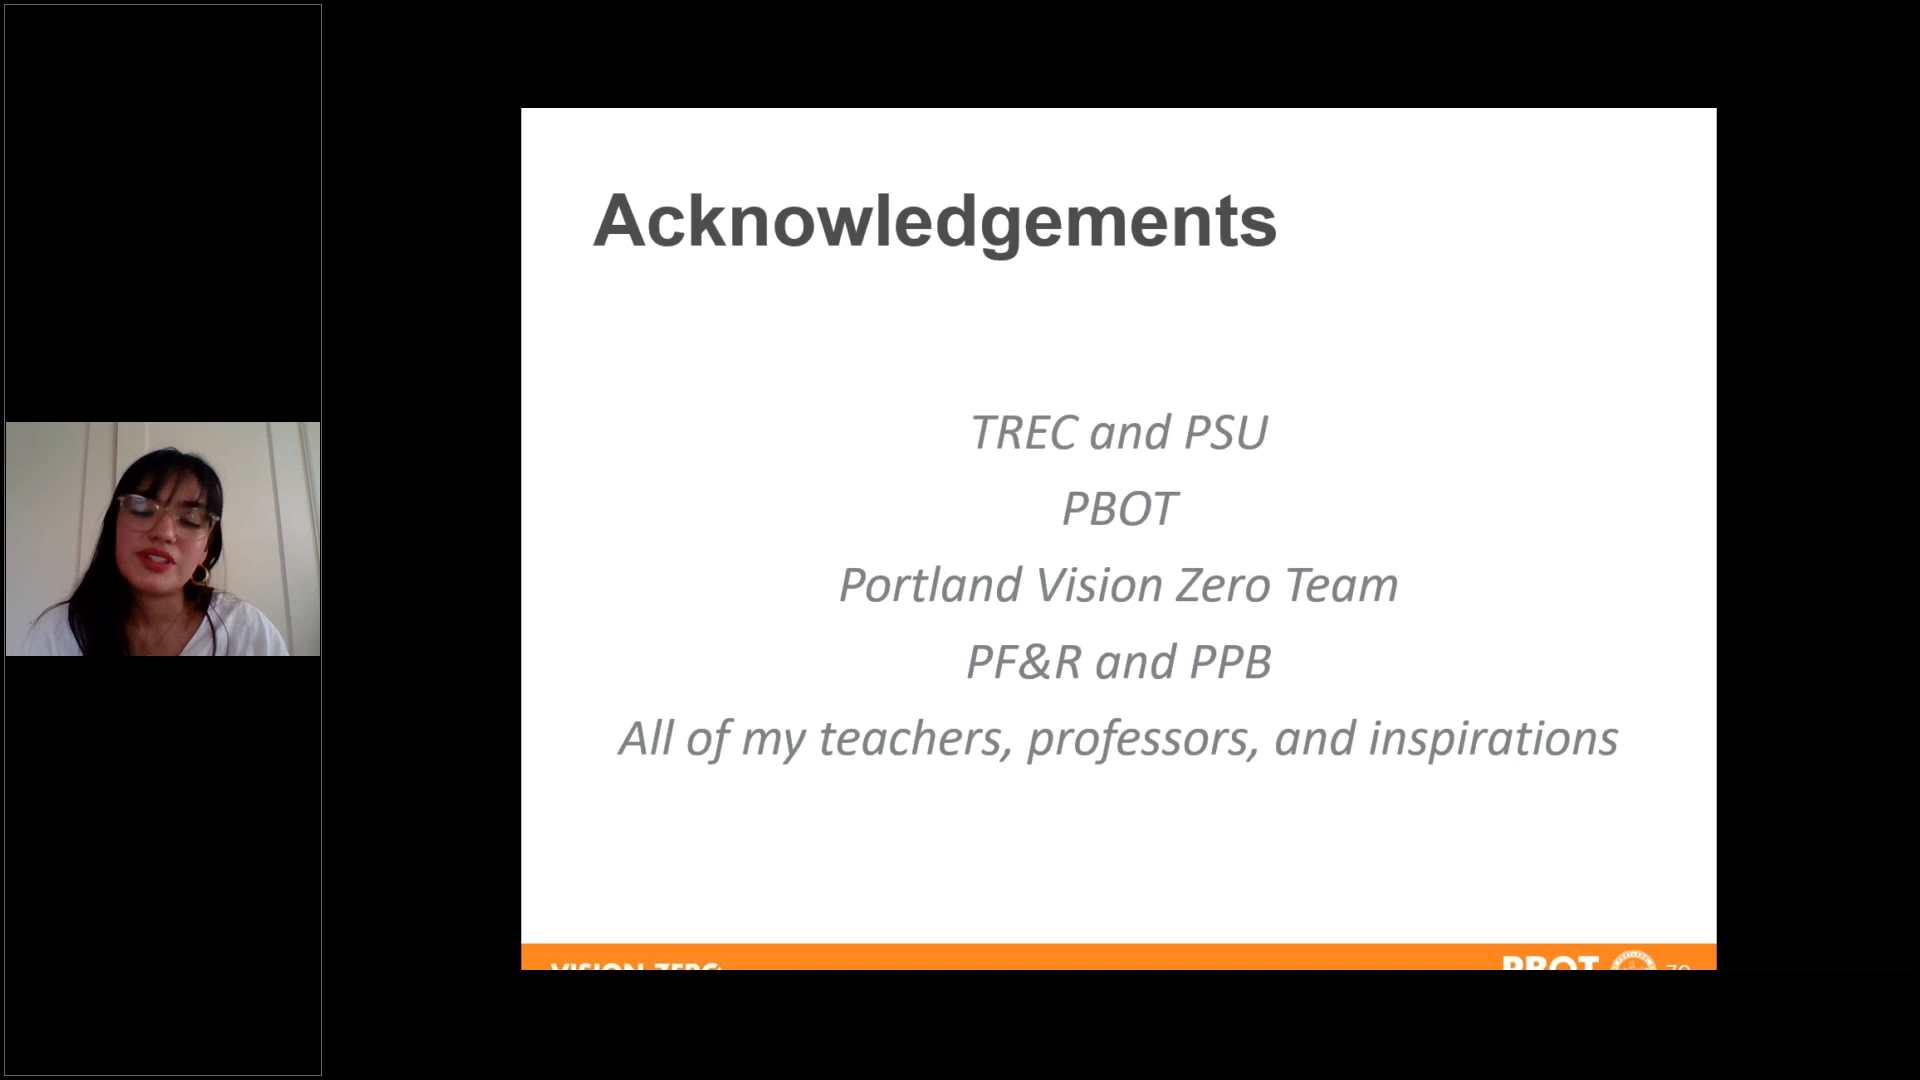 Acknowledgements
TREC and PSU
PBOT
Portland Vision Zero Team
PF&R and PPB
All of my teachers, professors, and inspirations
VISION ZERO
PBOT